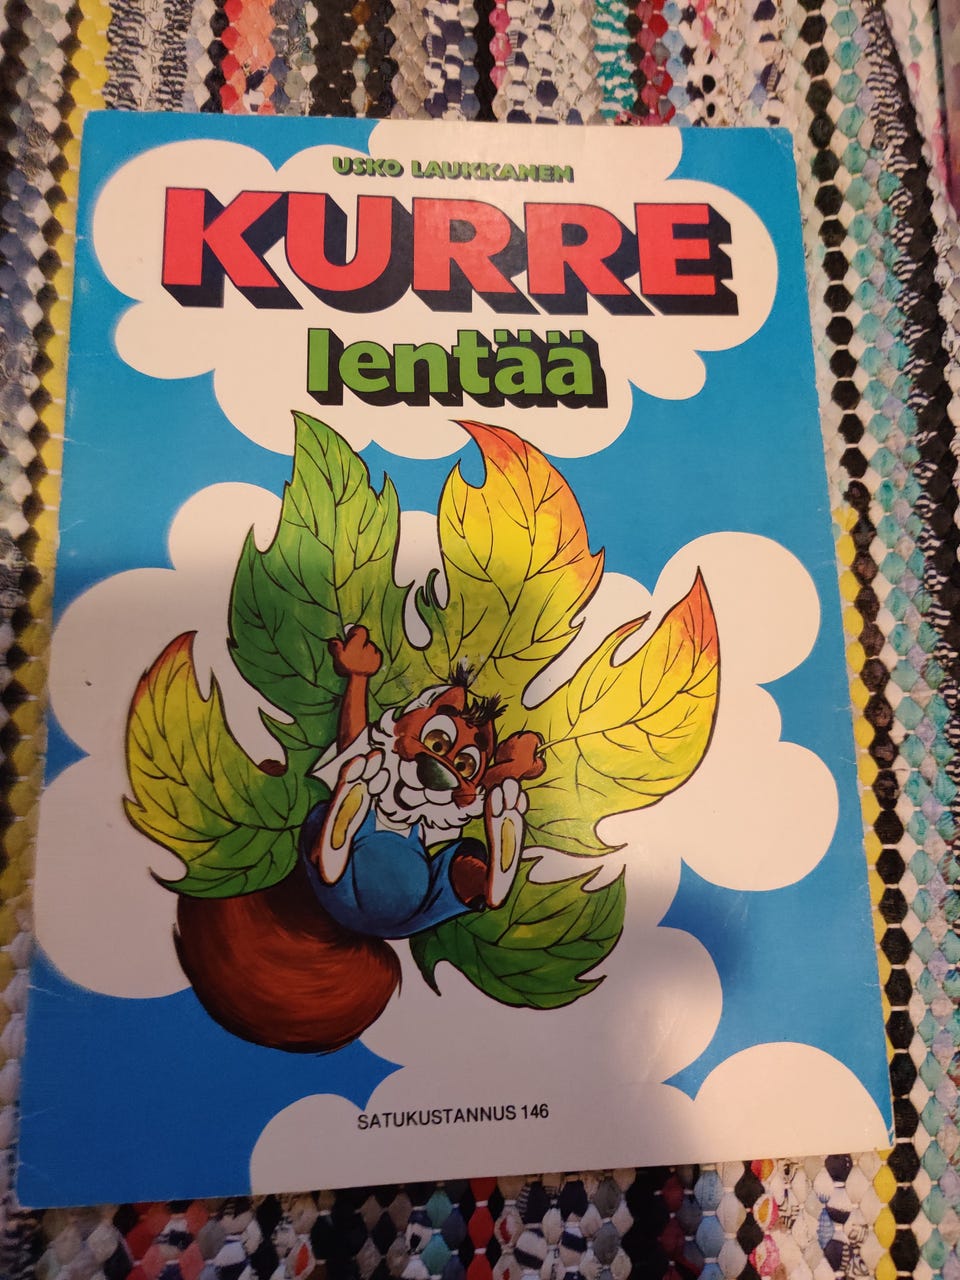 USKO LAUKKANEN
KURRE
lentää
SATUKUSTANNUS 146